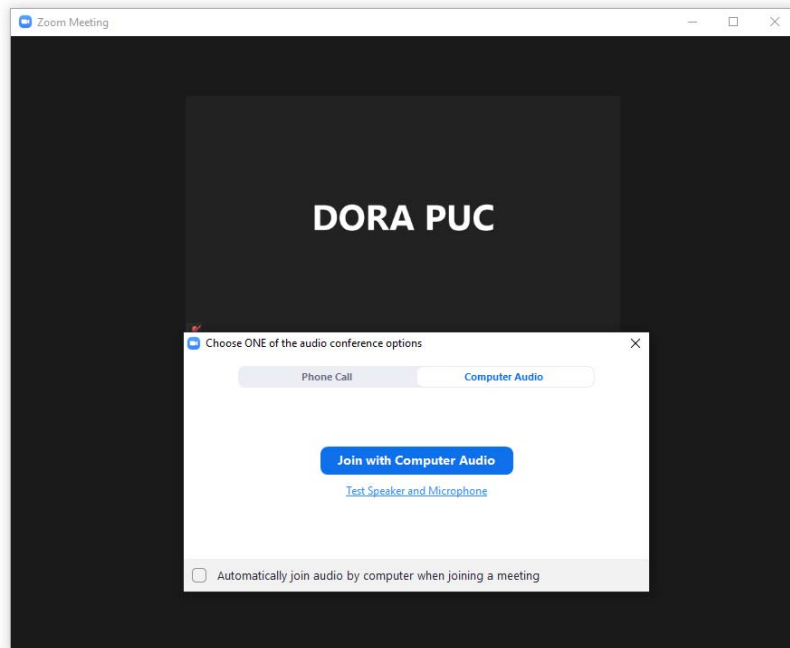 Zoom Meeting
DORA PUC
Choose ONE of the audio conference options
Phone Call
Computer Audio
Join with Computer Audio
Test Speaker and Microphone
Automatically join audio by computer when joining a meeting